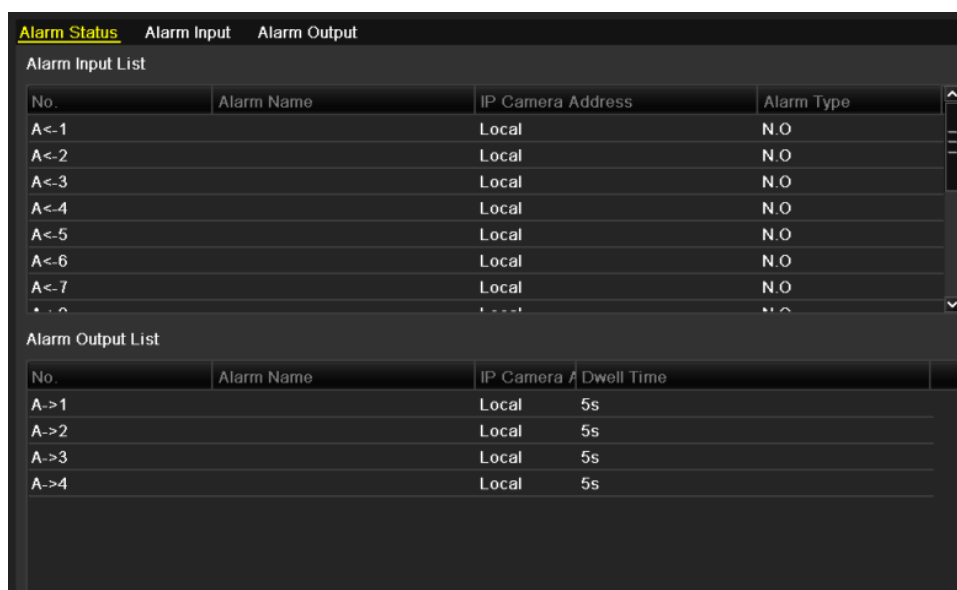 Alarm Status Alarm Input Alarm Output
Alarm Input List
No. Alarm Name IP Camera Address Alarm Type
A<-1 Local N.O
A<-2 Local N.O
A<-3 Local N.O
A<-4 Local N.O
A<-5 Local N.O
A<-6 Local N.O
A<-7 Local N.O
Alarm Output List
No. Alarm Name IP Camera A Dwell Time
A->1 Local 5s
A->2 Local 5s
A->3 Local 5s
A->4 Local 5s